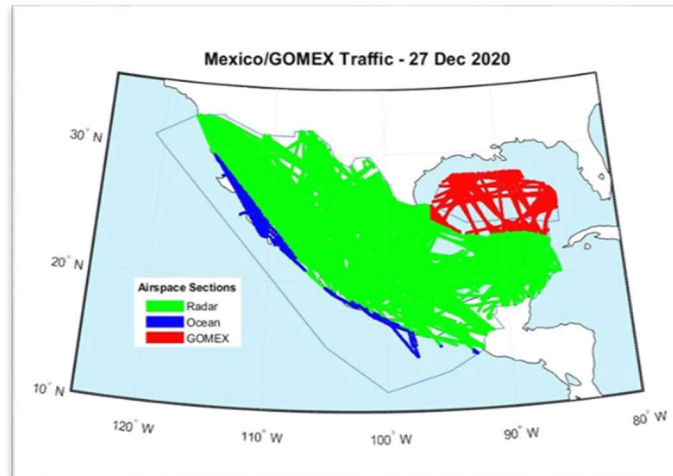 Mexico/GOMEX Traffic - 27 Dec 2020
30° N
20° N
10° N
Airspace Sections
Radar
Ocean
GOMEX
120° W
110° W
100° W
90° W
80° W